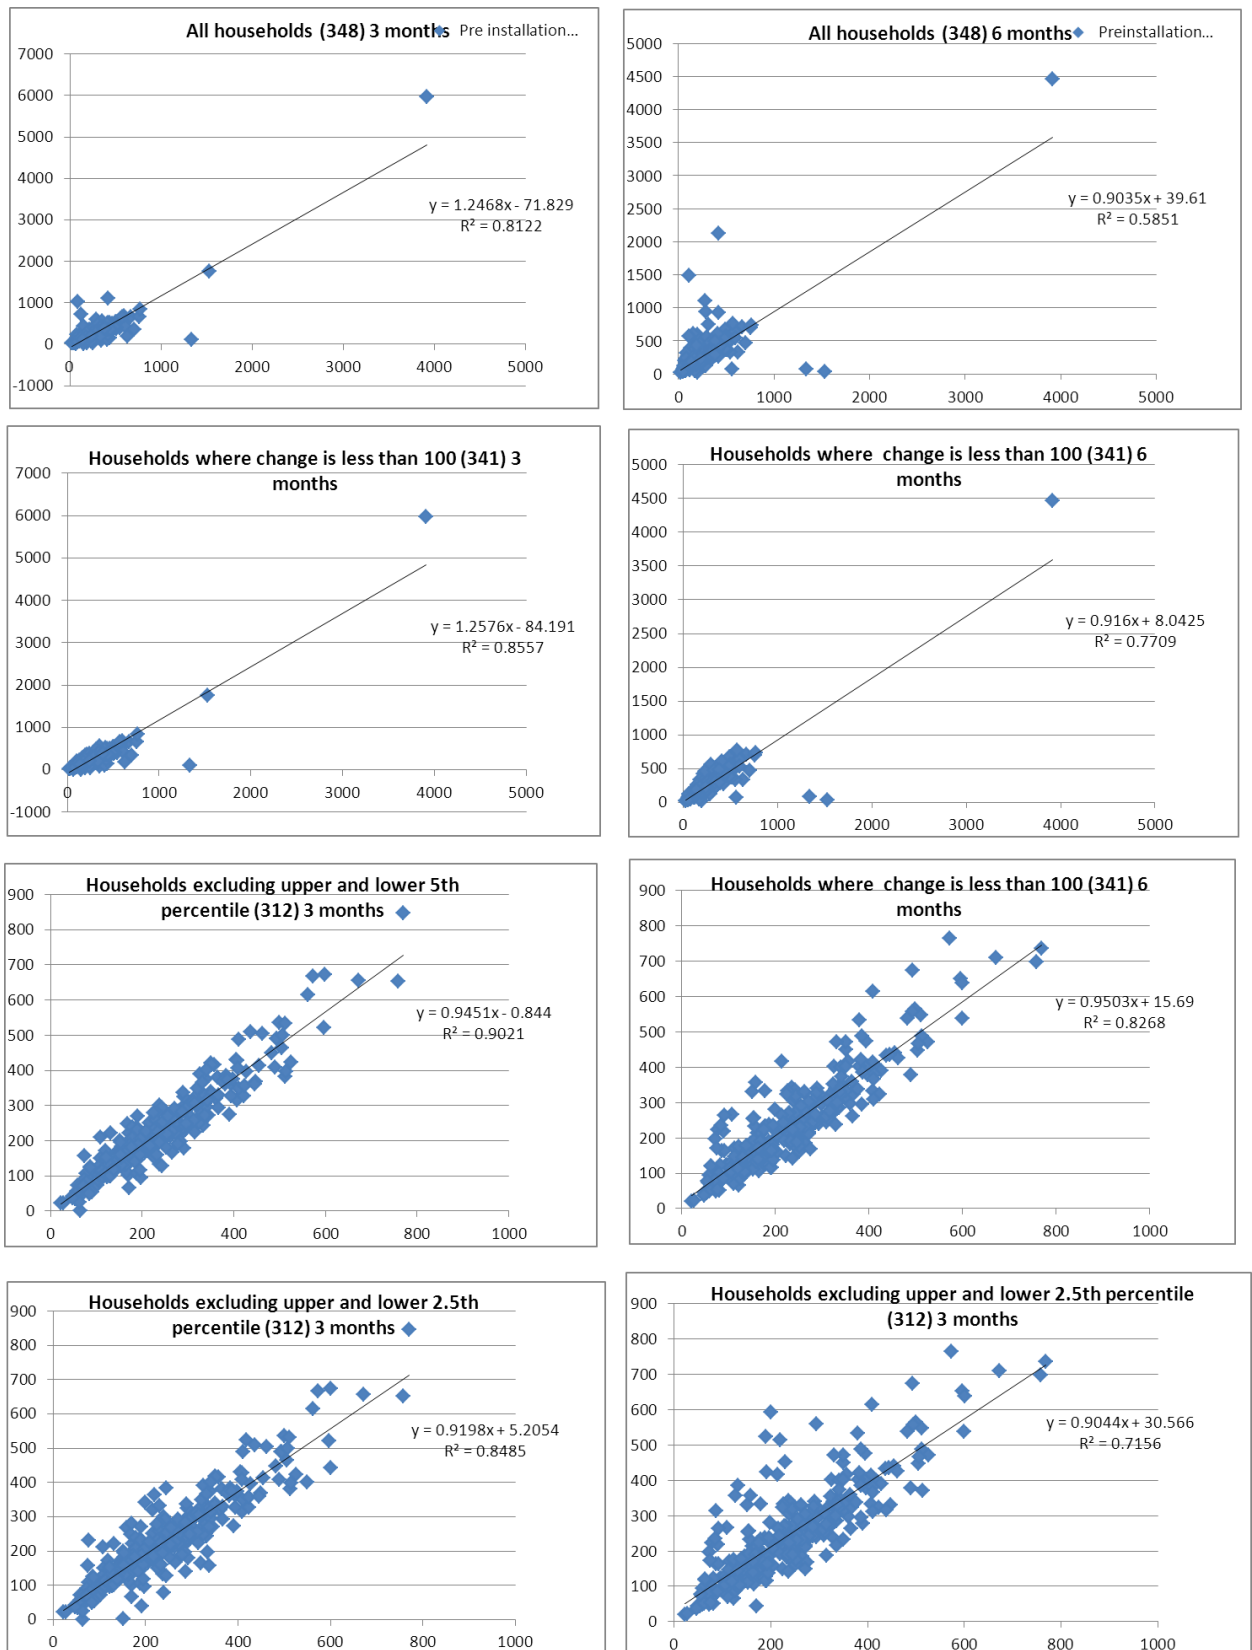 All households (348) 3 months
Pre installation...
7000
6000
5000
4000
3000
2000
1000
0
-1000
y = 1.2468x - 71.829
R² = 0.8122
0 1000 2000 3000 4000 5000
All households (348) 6 months
Preinstallation...
5000
4500
4000
3500
3000
2500
2000
1500
1000
500
0
y = 0.9035x + 39.61
R² = 0.5851
0 1000 2000 3000 4000 5000
Households where change is less than 100 (341) 3
months
7000
6000
5000
4000
3000
2000
1000
0
-1000
y = 1.2576x - 84.191
R² = 0.8557
0 1000 2000 3000 4000 5000
Households where change is less than 100 (341) 6
months
5000
4500
4000
3500
3000
2500
2000
1500
1000
500
0
y = 0.916x + 8.0425
R² = 0.7709
0 1000 2000 3000 4000 5000
Households excluding upper and lower 5th
percentile (312) 3 months
900
800
700
600
500
400
300
200
100
0
y = 0.9451x - 0.844
R² = 0.9021
0 200 400 600 800 1000
Households where change is less than 100 (341) 6
months
900
800
700
600
500
400
300
200
100
0
y = 0.9503x + 15.69
R² = 0.8268
0 200 400 600 800 1000
Households excluding upper and lower 2.5th
percentile (312) 3 months
900
800
700
600
500
400
300
200
100
0
y = 0.9198x + 5.2054
R² = 0.8485
0 200 400 600 800 1000
Households excluding upper and lower 2.5th percentile
(312) 3 months
900
800
700
600
500
400
300
200
100
0
y = 0.9044x + 30.566
R² = 0.7156
0 200 400 600 800 1000